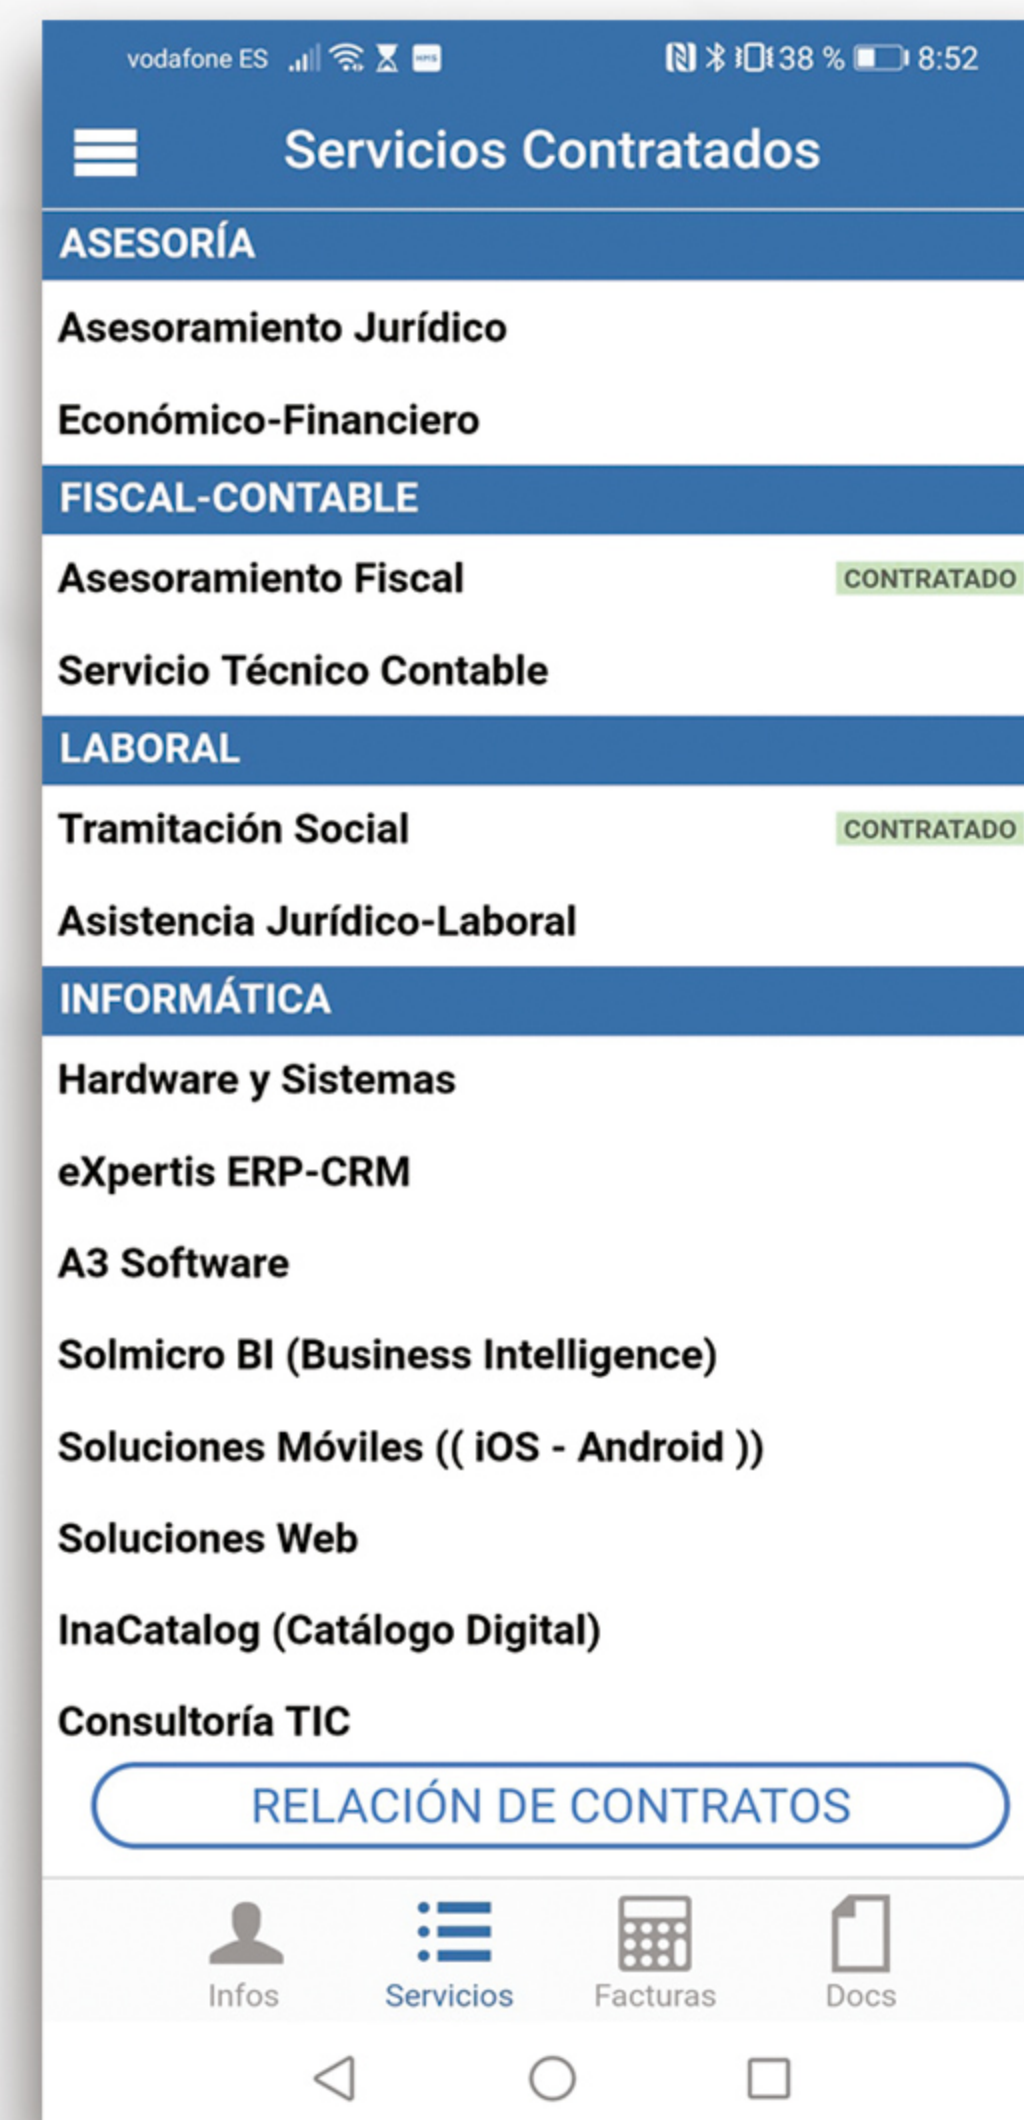 vodafone ES 38 % 8:52
Servicios Contratados
ASESORÍA
Asesoramiento Jurídico
Económico-Financiero
FISCAL-CONTABLE
Asesoramiento Fiscal CONTRATADO
Servicio Técnico Contable
LABORAL
Tramitación Social CONTRATADO
Asistencia Jurídico-Laboral
INFORMÁTICA
Hardware y Sistemas
eXpertis ERP-CRM
A3 Software
Solmicro BI (Business Intelligence)
Soluciones Móviles (( iOS - Android ))
Soluciones Web
InaCatalog (Catálogo Digital)
Consultoría TIC
RELACIÓN DE CONTRATOS
Infos Servicios Facturas Docs